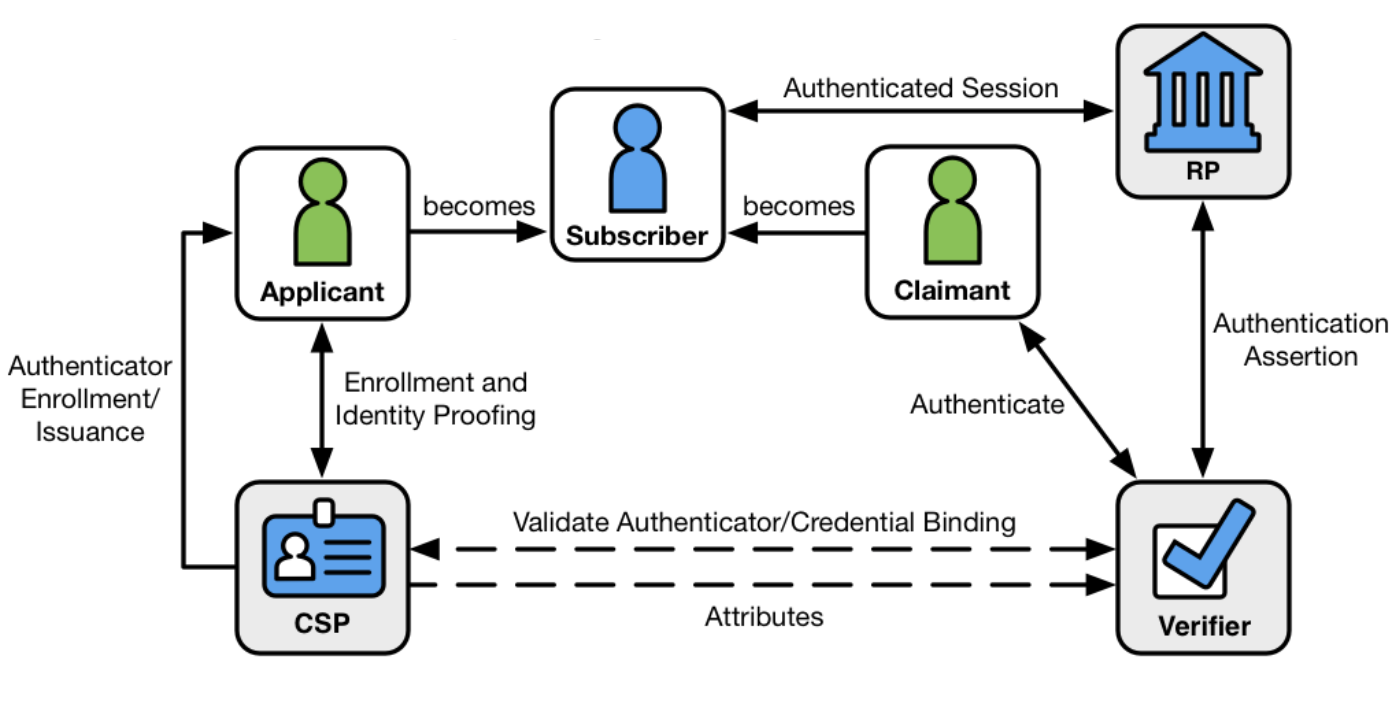 Authenticated Session
RP
becomes
Subscriber
becomes
Applicant
Claimant
Authenticator
Enrollment/
Issuance
Enrollment and
Identity Proofing
Authenticate
Authentication
Assertion
Validate Authenticator/Credential Binding
Attributes
CSP
Verifier